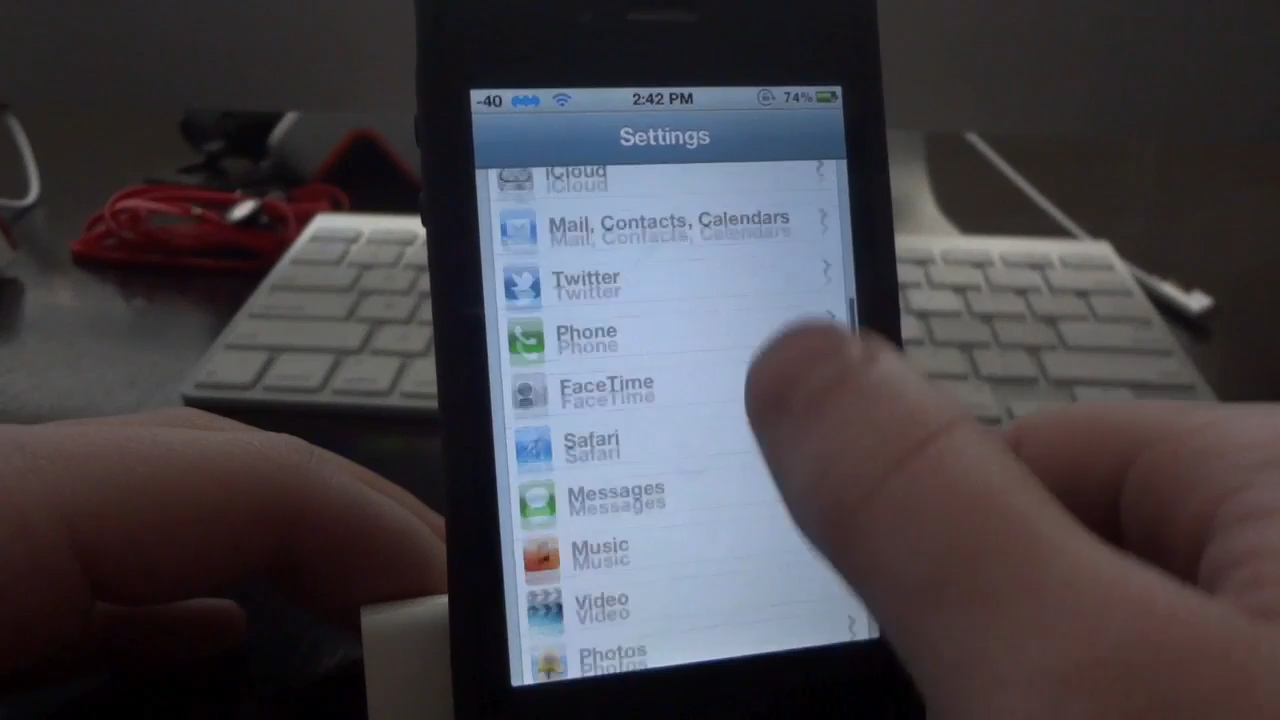 -40 2:42 PM 74%
Settings
iCloud
Mail, Contacts, Calendars
Twitter
Phone
FaceTime
Safari
Messages
Music
Video
Photos